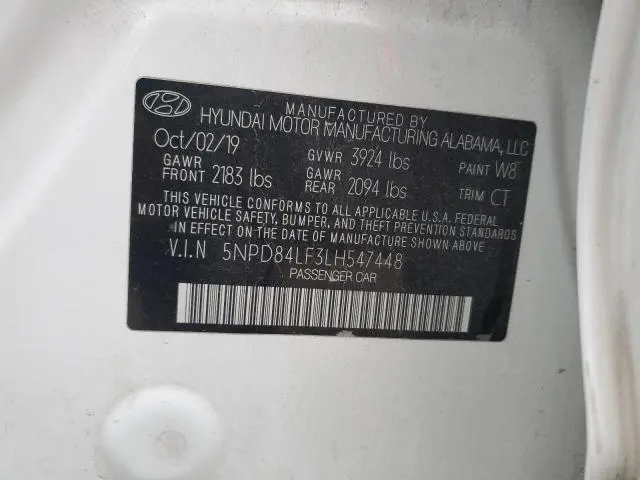 MANUFACTURED BY
HYUNDAI MOTOR MANUFACTURING ALABAMA, LLC
Oct/02/19 GVWR 3924 lbs PAINT W8
GAWR FRONT 2183 lbs GAWR REAR 2094 lbs TRIM CT
THIS VEHICLE CONFORMS TO ALL APPLICABLE U.S.A. FEDERAL
MOTOR VEHICLE SAFETY, BUMPER, AND THEFT PREVENTION STANDARDS
IN EFFECT ON THE DATE OF MANUFACTURE SHOWN ABOVE.
V.I.N 5NPD84LF3LH547448
PASSENGER CAR